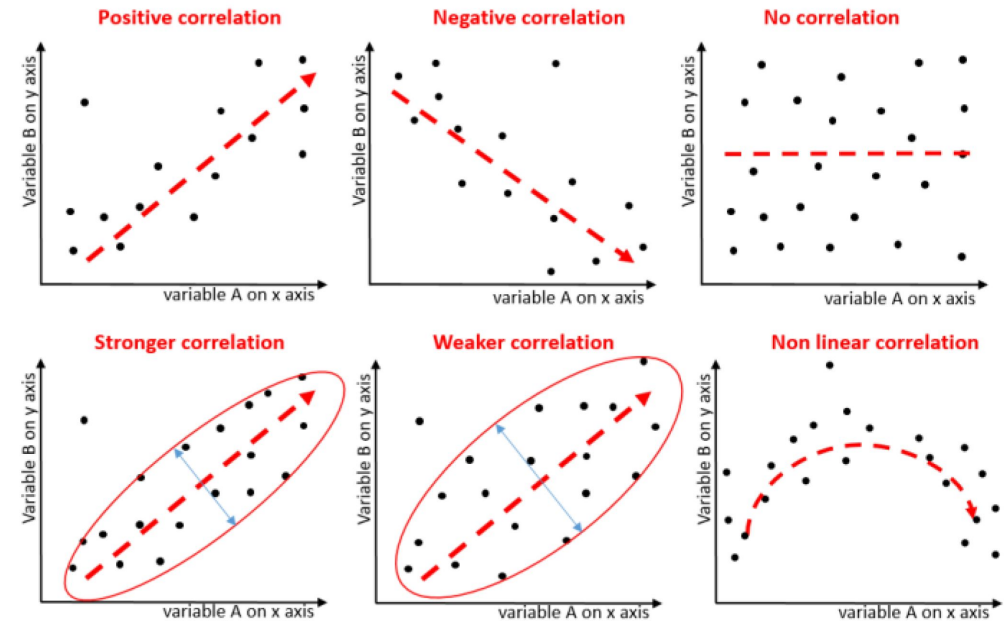 Positive correlation
Negative correlation
No correlation
Variable B on y axis
Variable B on y axis
Variable B on y axis
variable A on x axis
variable A on x axis
variable A on x axis
Stronger correlation
Weaker correlation
Non linear correlation
Variable B on y axis
Variable B on y axis
Variable B on y axis
variable A on x axis
variable A on x axis
variable A on x axis